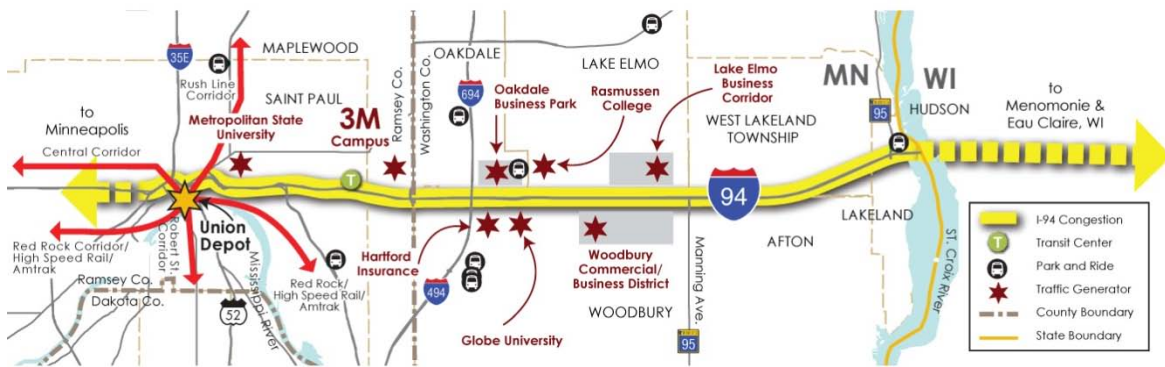 to
Minneapolis
Central Corridor
35E
Rush Line
Corridor
MAPLEWOOD
SAINT PAUL
Metropolitan State
University
3M
Campus
Ramsey Co.
Washington Co.
OAKDALE
694
Oakdale
Business Park
LAKE ELMO
Rasmussen
College
Lake Elmo
Business
Corridor
WEST LAKELAND
TOWNSHIP
MN
WI
95
HUDSON
to
Menomonie &
Eau Claire, WI
T
94
Union
Depot
Red Rock Corridor/
High Speed Rail/
Amtrak
Robert St.
Corridor
Ramsey Co.
Dakota Co.
52
Mississippi River
Red Rock/
High Speed Rail/
Amtrak
Hartford
Insurance
494
Globe University
Woodbury
Commercial/
Business District
WOODBURY
Manning Ave.
95
AFTON
LAKELAND
ST. CROIX RIVER
I-94 Congestion
T
Transit Center
Park and Ride
Traffic Generator
County Boundary
State Boundary